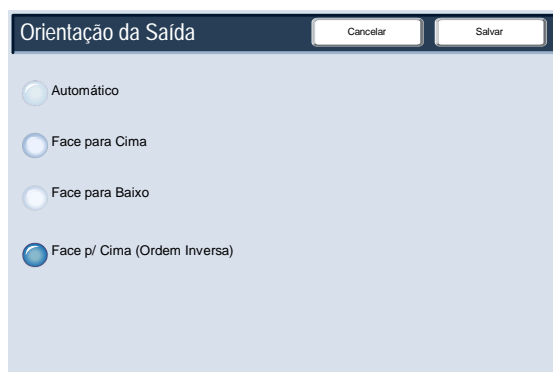 Orientação da Saída
Cancelar
Salvar
Automático
Face para Cima
Face para Baixo
Face p/ Cima (Ordem Inversa)